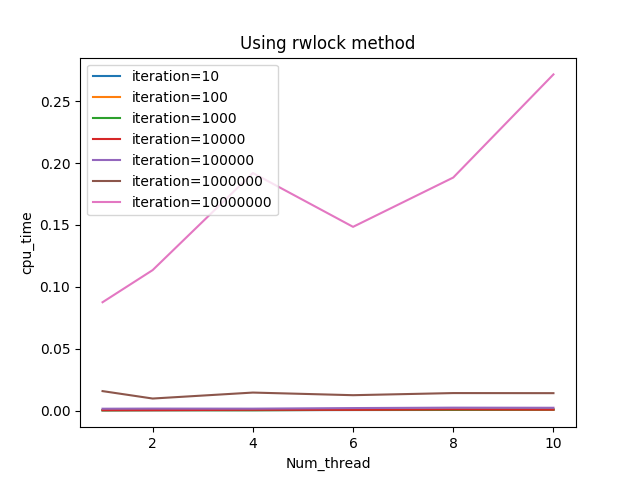 Using rwlock method
iteration=10
iteration=100
iteration=1000
iteration=10000
iteration=100000
iteration=1000000
iteration=10000000
0.25
0.20
0.15
0.10
0.05
0.00
cpu_time
2 4 6 8 10
Num_thread